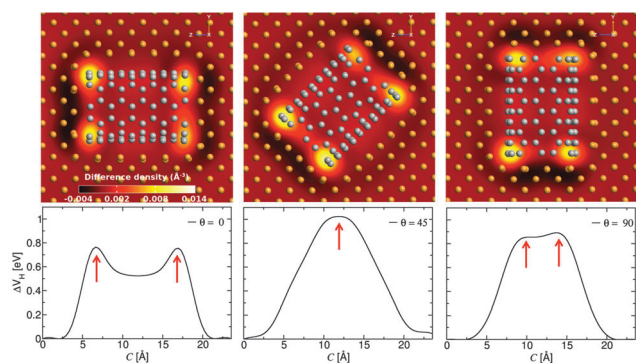 Y
Z X
Y
Z X
Y
Z X
Difference density (Å⁻³)
-0.004 0.002 0.008 0.014
ΔV_H [eV]
1
0.8
0.6
0.4
0.2
0
θ = 0
θ = 45
θ = 90
0 5 10 15 20
0 5 10 15 20
0 5 10 15 20
C [Å]
C [Å]
C [Å]